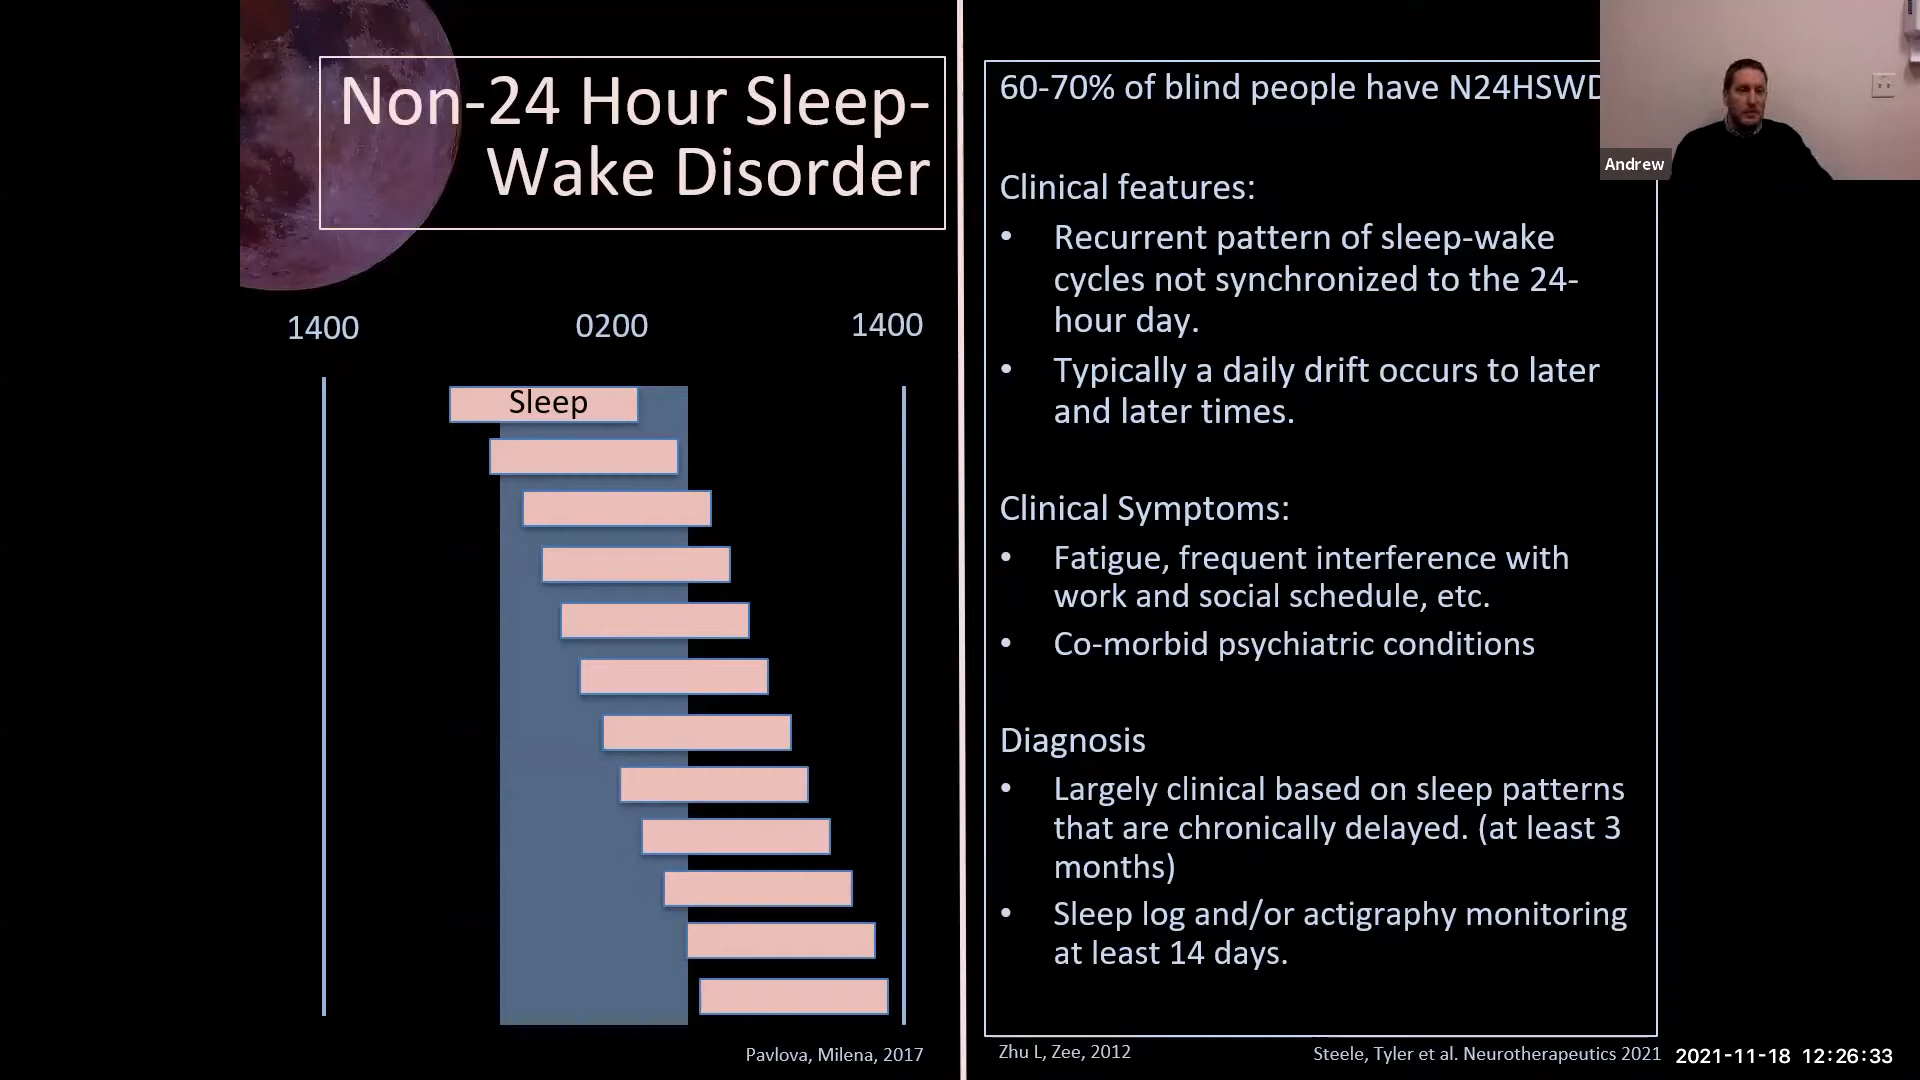 Non-24 Hour Sleep-
Wake Disorder
1400 0200 1400
Sleep
Pavlova, Milena, 2017
60-70% of blind people have N24HSWD
Clinical features:
• Recurrent pattern of sleep-wake
cycles not synchronized to the 24-
hour day.
• Typically a daily drift occurs to later
and later times.
Clinical Symptoms:
• Fatigue, frequent interference with
work and social schedule, etc.
• Co-morbid psychiatric conditions
Diagnosis
• Largely clinical based on sleep patterns
that are chronically delayed. (at least 3
months)
• Sleep log and/or actigraphy monitoring
at least 14 days.
Zhu L, Zee, 2012
Steele, Tyler et al. Neurotherapeutics 2021
Andrew
2021-11-18 12:26:33